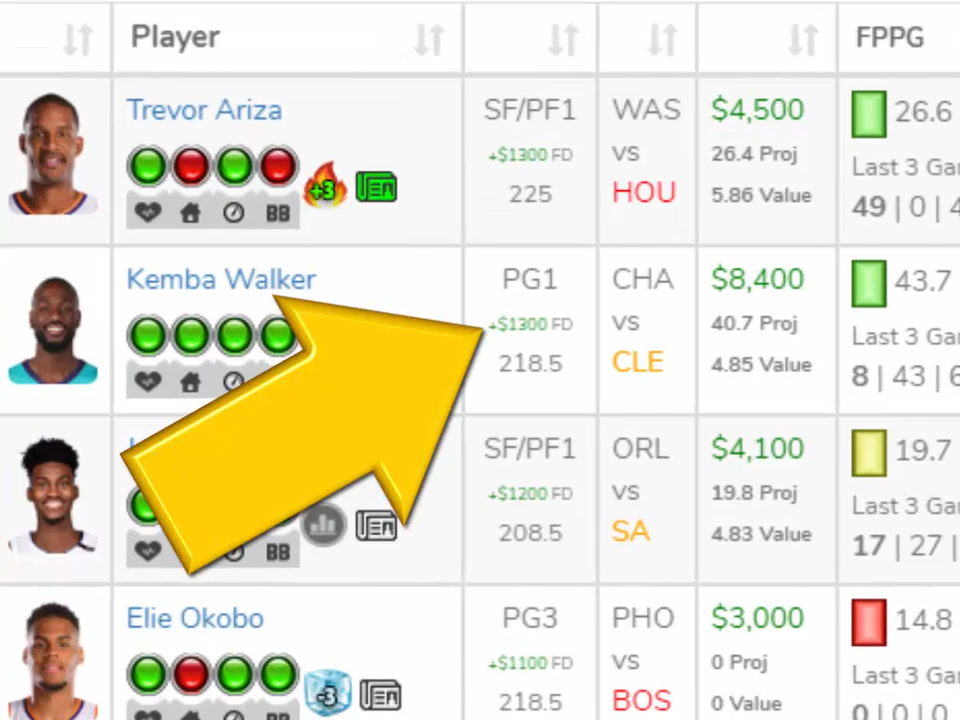 Player
FPPG
Trevor Ariza
SF/PF1
WAS
$4,500
26.6
+$1300 FD
VS
26.4 Proj
Last 3 Ga
+3
225
HOU
5.86 Value
49 | 0 | 4
BB
Kemba Walker
PG1
CHA
$8,400
43.7
+$1300 FD
VS
40.7 Proj
Last 3 Ga
218.5
CLE
4.85 Value
8 | 43 | 6
SF/PF1
ORL
$4,100
19.7
+$1200 FD
VS
19.8 Proj
Last 3 Ga
208.5
SA
4.83 Value
17 | 27 |
BB
Elie Okobo
PG3
PHO
$3,000
14.8
+$1100 FD
VS
0 Proj
Last 3 Ga
-3
218.5
BOS
0 Value
0 | 0 | 0